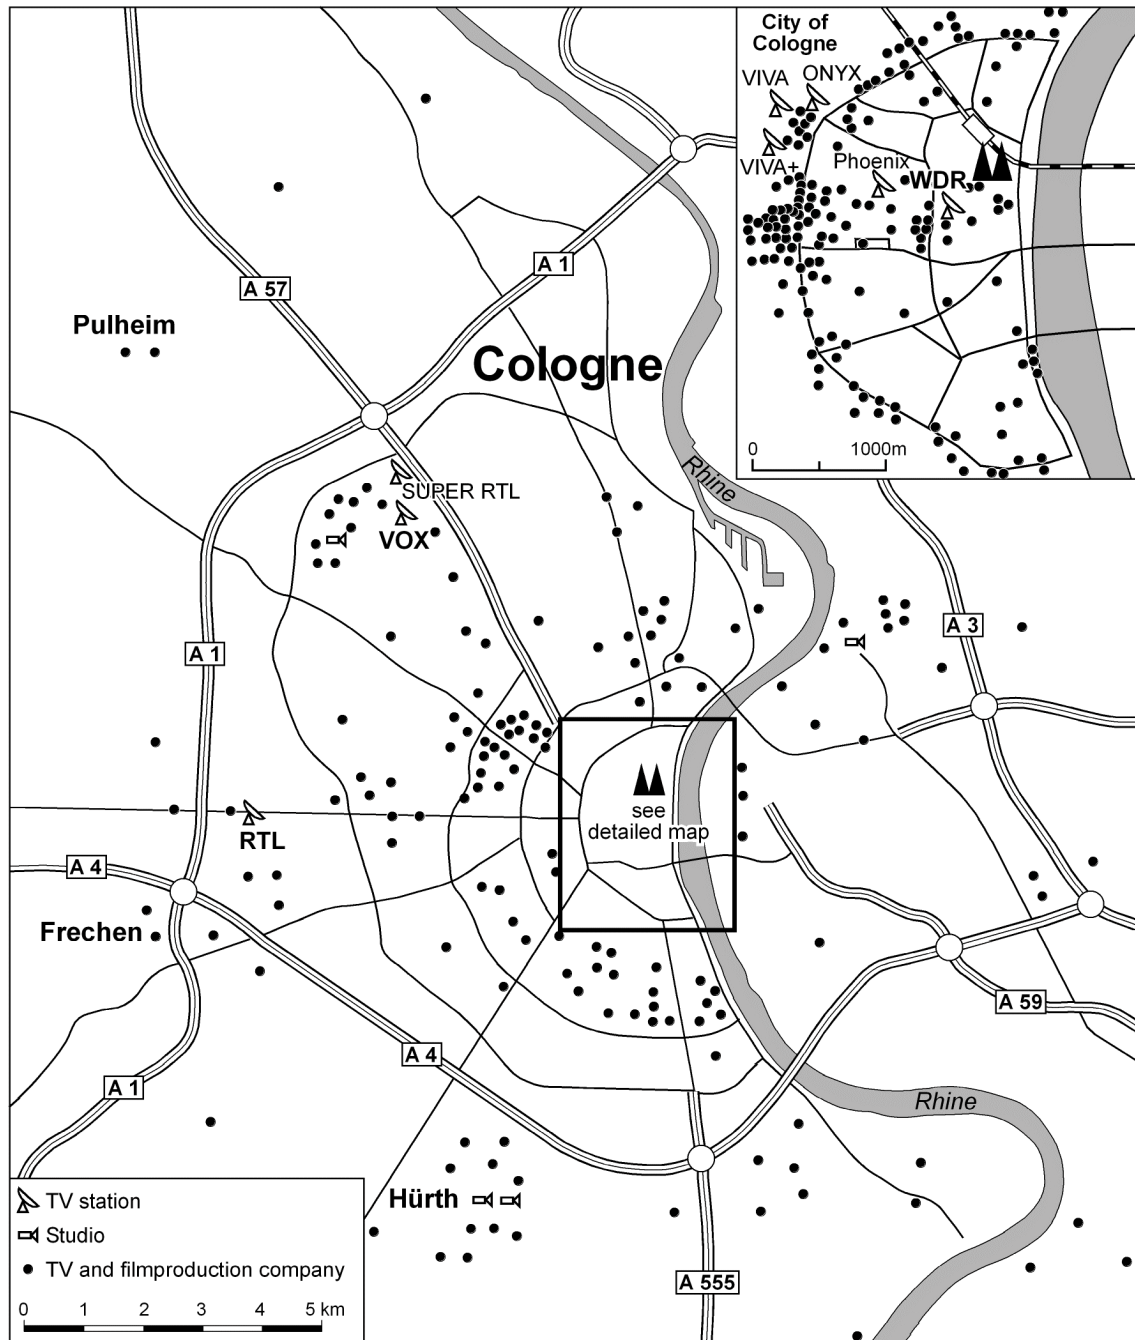 City of
Cologne
VIVA
ONYX
VIVA+
Phoenix
WDR
0 1000m
A 57
A 1
Pulheim
Cologne
Rhine
SUPER RTL
VOX
A 1
A 3
see
detailed map
RTL
A 4
Frechen
A 59
A 4
A 1
Rhine
Hürth
A 555
TV station
Studio
TV and filmproduction company
0 1 2 3 4 5 km